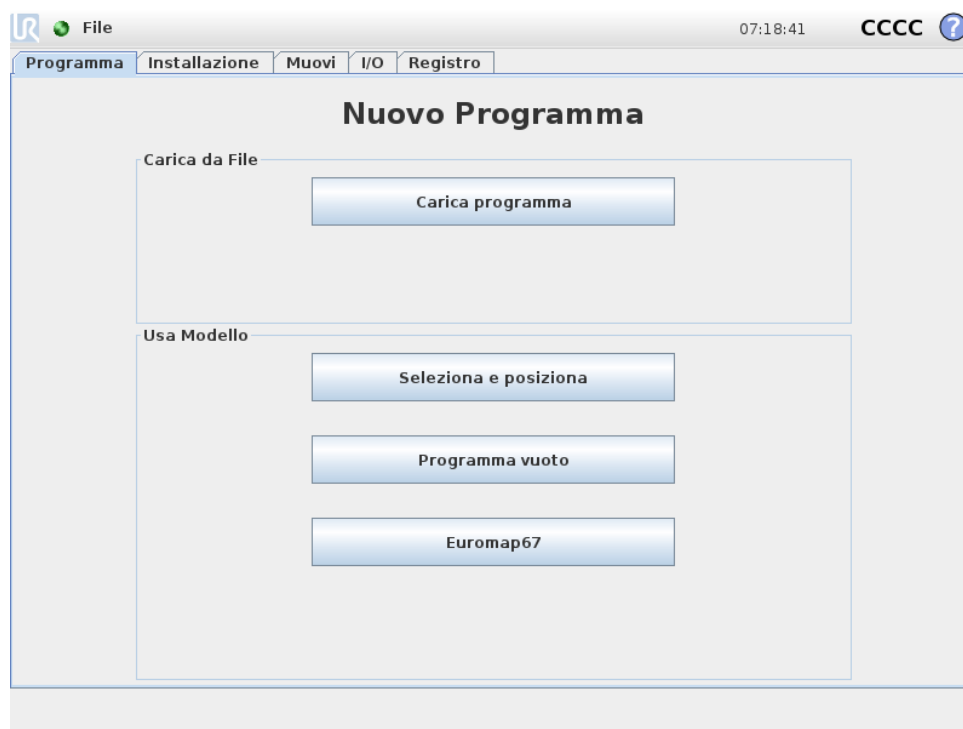 UR File 07:18:41 CCCC ?
Programma Installazione Muovi I/O Registro
Nuovo Programma
Carica da File
Carica programma
Usa Modello
Seleziona e posiziona
Programma vuoto
Euromap67